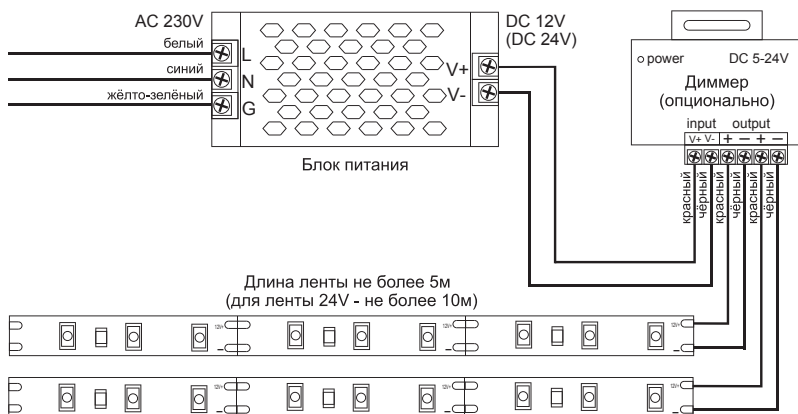 AC 230V
белый
синий
жёлто-зелёный
L
N
G
DC 12V
(DC 24V)
V+
V-
Блок питания
power
DC 5-24V
Диммер
(опционально)
input
output
V+ V- + − + −
красный
чёрный
красный
чёрный
красный
чёрный
Длина ленты не более 5м
(для ленты 24V - не более 10м)
12V+
12V+
12V+
−
−
−
12V+
12V+
12V+
−
−
−